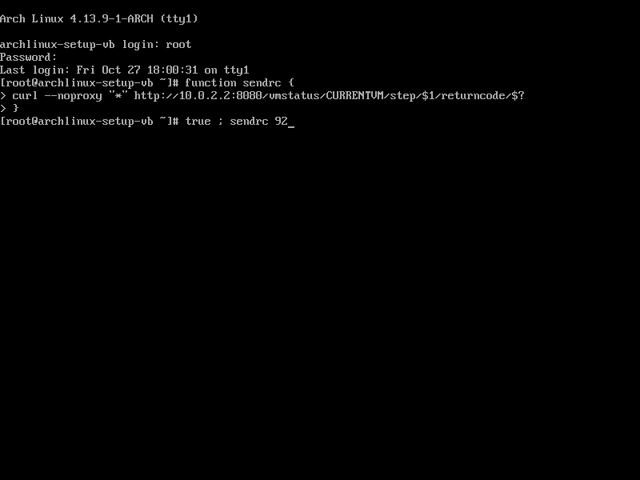 Arch Linux 4.13.9-1-ARCH (tty1)
archlinux-setup-vb login: root
Password:
Last login: Fri Oct 27 18:00:31 on tty1
[root@archlinux-setup-vb ~]# function sendrc {
> curl --noproxy "*" http://10.0.2.2:8080/vmstatus/CURRENTVM/step/$1/returncode/$?
> }
[root@archlinux-setup-vb ~]# true ; sendrc 92_